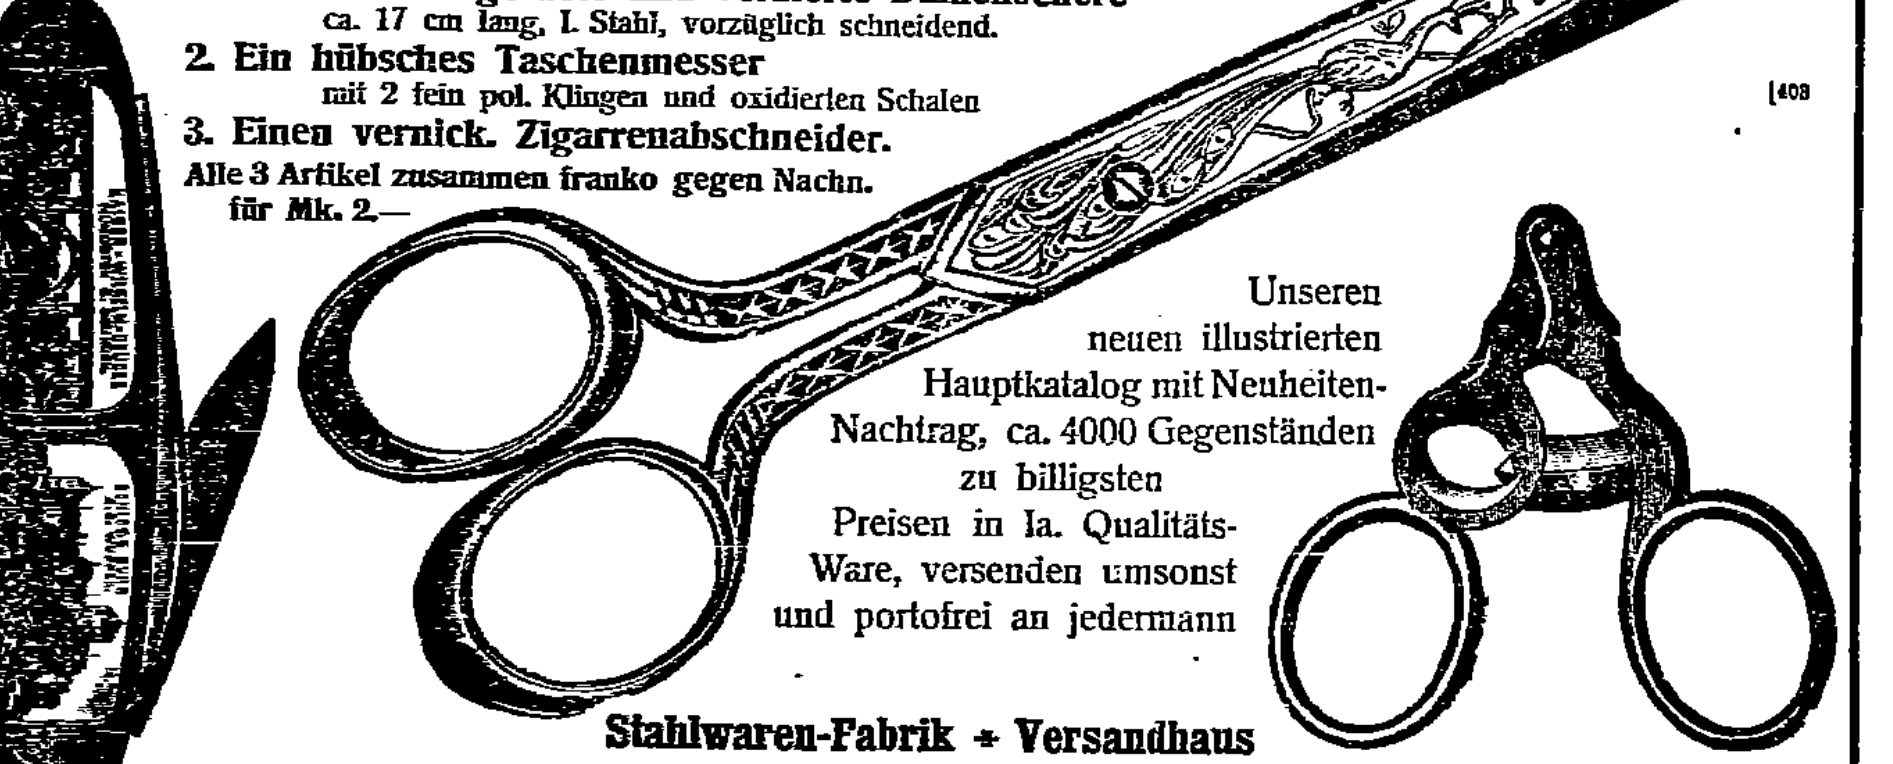 ca. 17 cm lang, I. Stahl, vorzüglich schneidend.
2. Ein hübsches Taschenmesser
mit 2 fein pol. Klingen und oxidierten Schalen
3. Einen vernick. Zigarrenabschneider.
Alle 3 Artikel zusammen franko gegen Nachn.
für Mk. 2,—
[403
Unseren
neuen illustrierten
Hauptkatalog mit Neuheiten-
Nachtrag, ca. 4000 Gegenständen
zu billigsten
Preisen in Ia. Qualitäts-
Ware, versenden umsonst
und portofrei an jedermann
Stahlwaren-Fabrik + Versandhaus